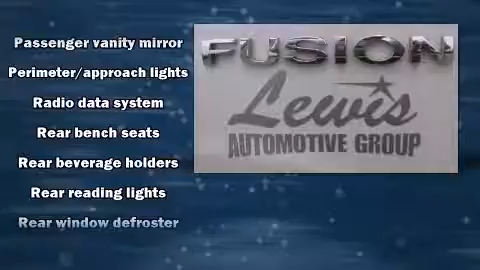 Passenger vanity mirror
Perimeter/approach lights
Radio data system
Rear bench seats
Rear beverage holders
Rear reading lights
Rear window defroster
FUSION
Lewis
AUTOMOTIVE GROUP